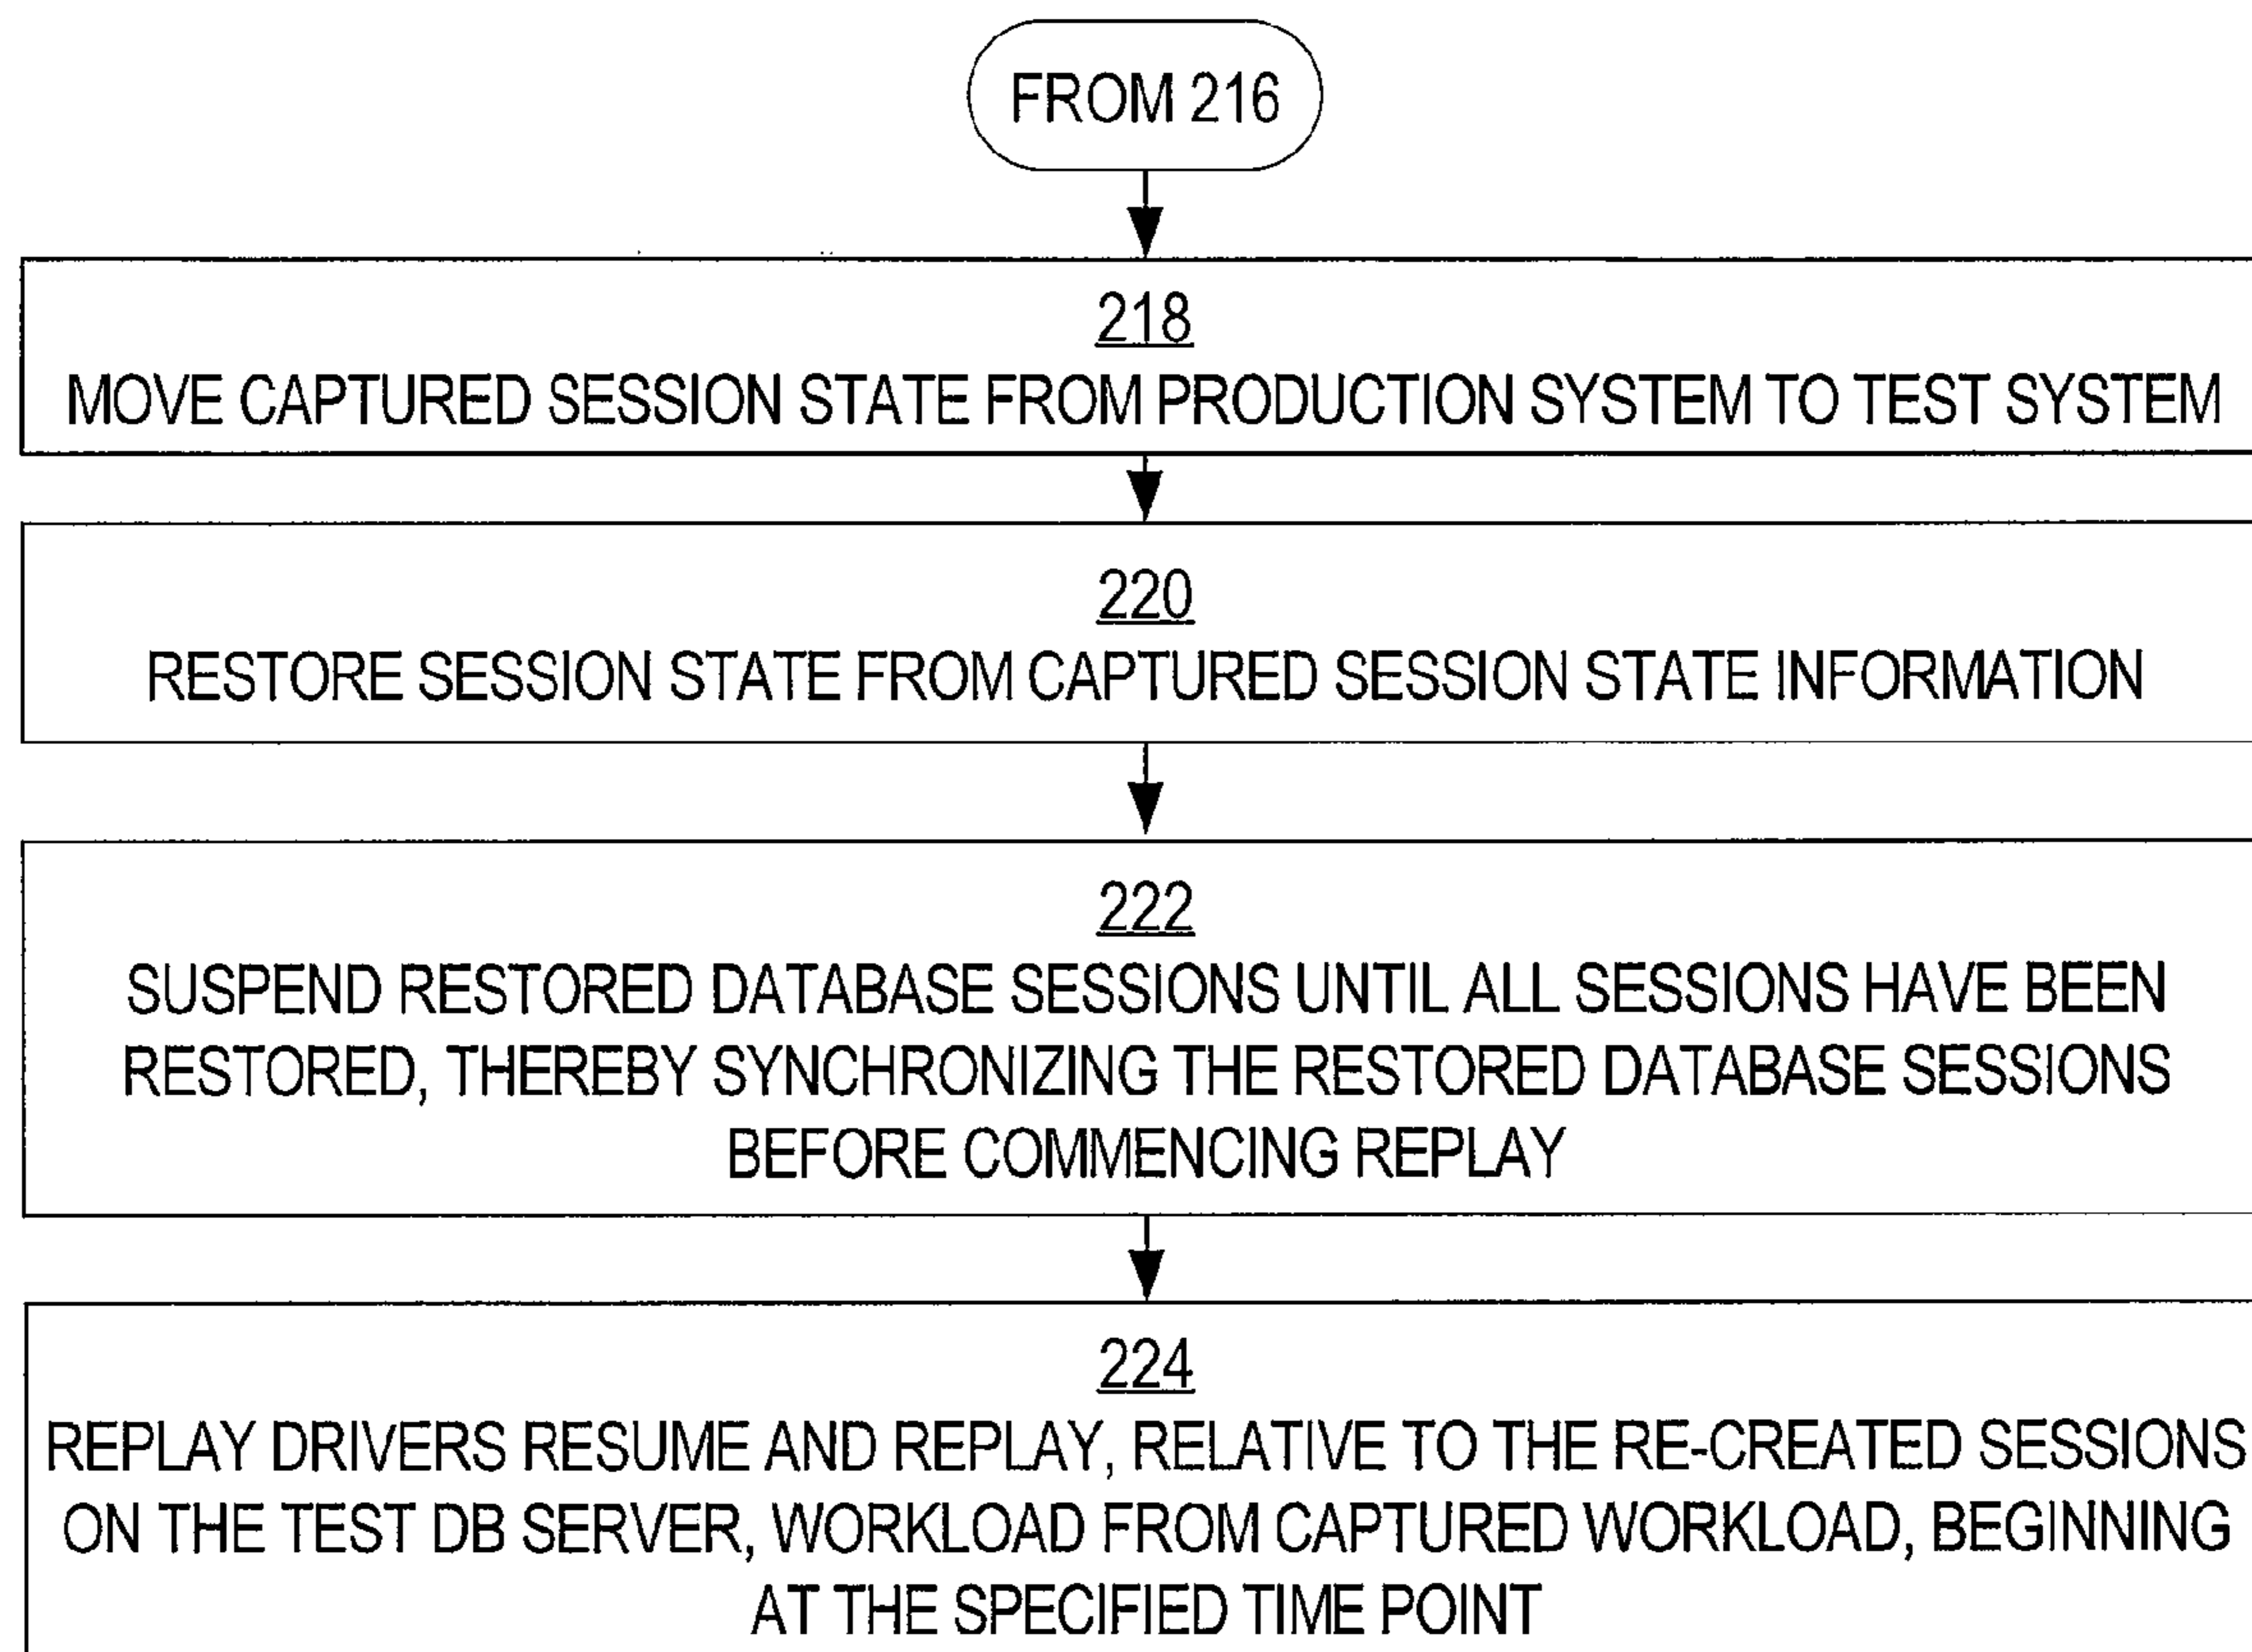 FROM 216
218
MOVE CAPTURED SESSION STATE FROM PRODUCTION SYSTEM TO TEST SYSTEM
220
RESTORE SESSION STATE FROM CAPTURED SESSION STATE INFORMATION
222
SUSPEND RESTORED DATABASE SESSIONS UNTIL ALL SESSIONS HAVE BEEN
RESTORED, THEREBY SYNCHRONIZING THE RESTORED DATABASE SESSIONS
BEFORE COMMENCING REPLAY
224
REPLAY DRIVERS RESUME AND REPLAY, RELATIVE TO THE RE-CREATED SESSIONS
ON THE TEST DB SERVER, WORKLOAD FROM CAPTURED WORKLOAD, BEGINNING
AT THE SPECIFIED TIME POINT